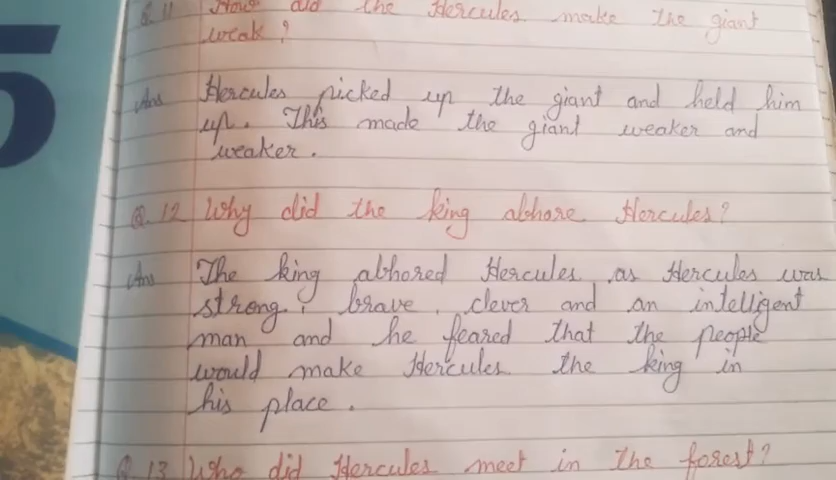 Q.11 How did the Hercules make the giant
weak?
Ans Hercules picked up the giant and held him
up. This made the giant weaker and
weaker.
Q.12 Why did the king abhore Hercules?
Ans The king abhored Hercules as Hercules was
strong, brave, clever and an intelligent
man and he feared that the people
would make Hercules the king in
his place.
Q.13 Who did Hercules meet in the forest?
5